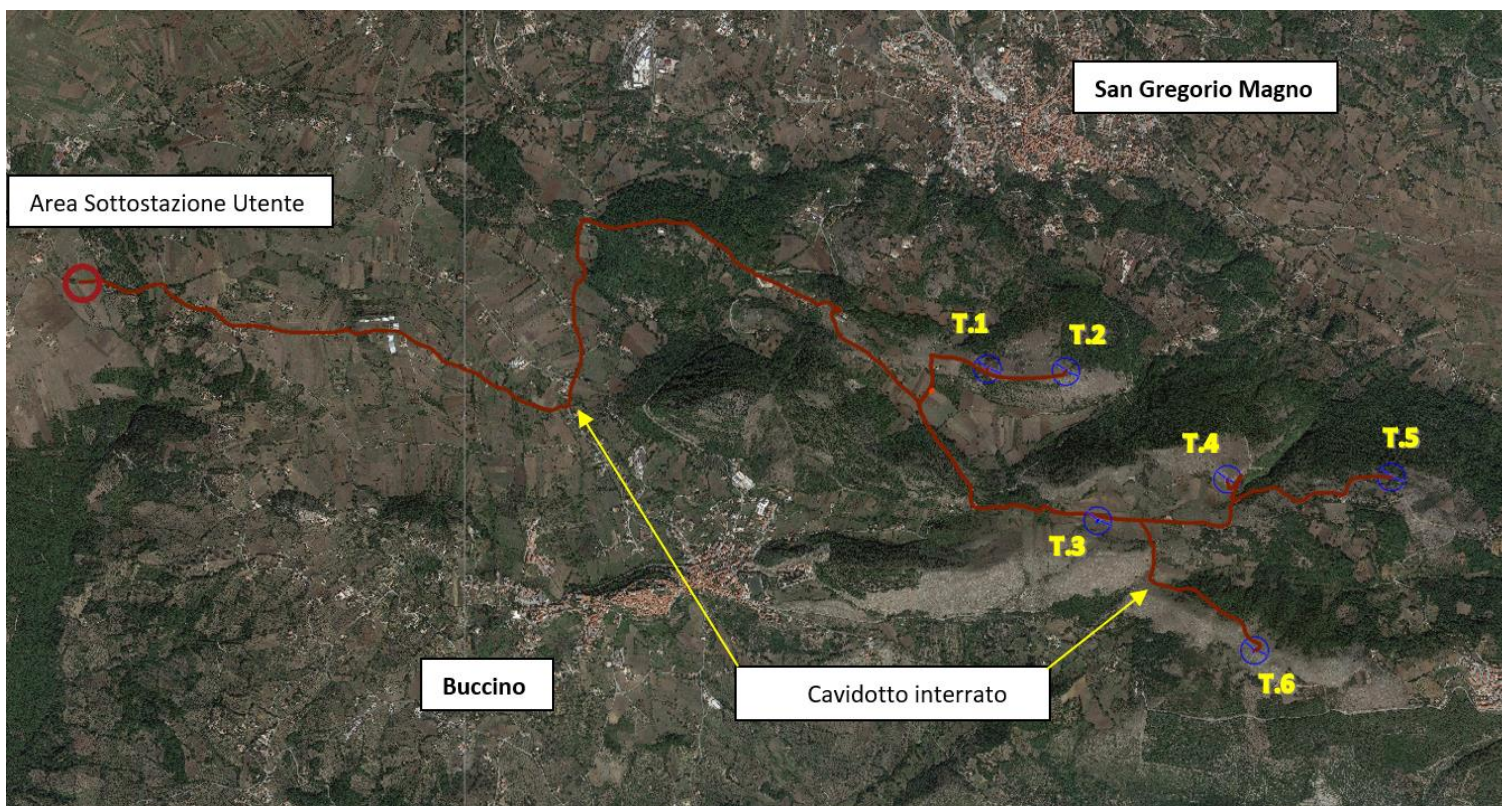 San Gregorio Magno
Area Sottostazione Utente
T.1
T.2
T.4
T.5
T.3
Buccino
Cavidotto interrato
T.6